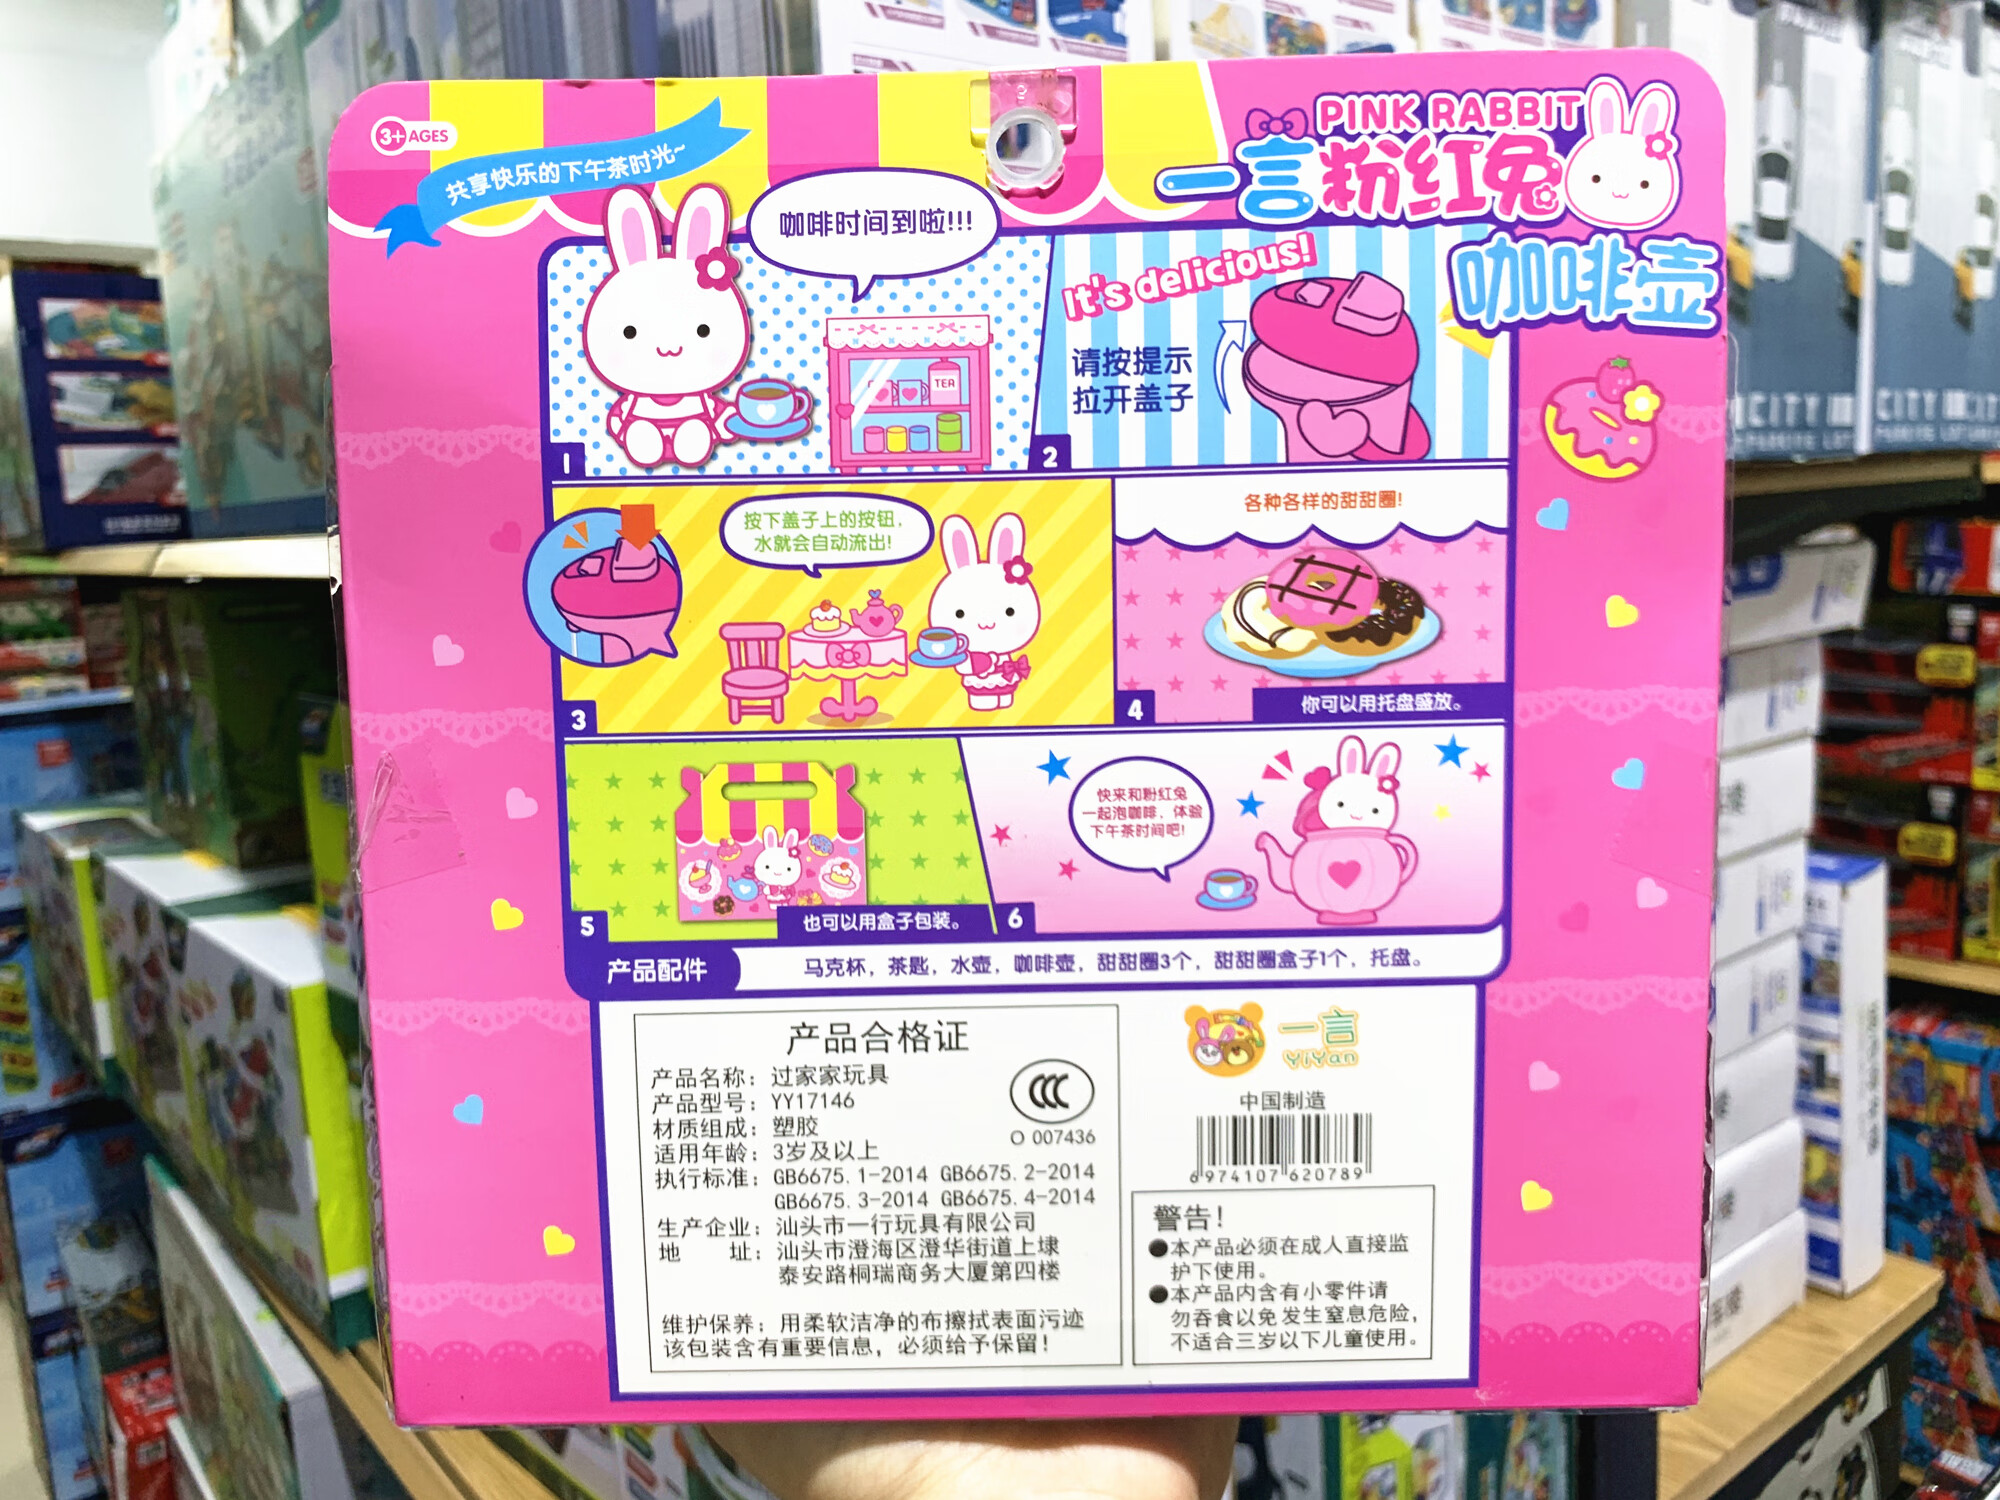 3+ AGES
共享快乐的下午茶时光~
PINK RABBIT
一言粉红兔
咖啡壶
咖啡时间到啦!!!
TEA
1
It's delicious!
请按提示
拉开盖子
2
按下盖子上的按钮，
水就会自动流出!
3
各种各样的甜甜圈!
你可以用托盘盛放。
4
也可以用盒子包装。
5
快来和粉红兔
一起泡咖啡，体验
下午茶时间吧!
6
产品配件
马克杯，茶匙，水壶，咖啡壶，甜甜圈3个，甜甜圈盒子1个，托盘。
产品合格证
产品名称：过家家玩具
产品型号：YY17146
材质组成：塑胶
适用年龄：3岁及以上
执行标准：GB6675.1-2014 GB6675.2-2014
GB6675.3-2014 GB6675.4-2014
生产企业：汕头市一行玩具有限公司
地 址：汕头市澄海区澄华街道上埭
泰安路桐瑞商务大厦第四楼
维护保养：用柔软洁净的布擦拭表面污迹
该包装含有重要信息，必须给予保留！
CCC
O 007436
一言
YiYan
中国制造
6974107620789
警告！
●本产品必须在成人直接监
护下使用。
●本产品内含有小零件请
勿吞食以免发生窒息危险，
不适合三岁以下儿童使用。
CITY
CITY